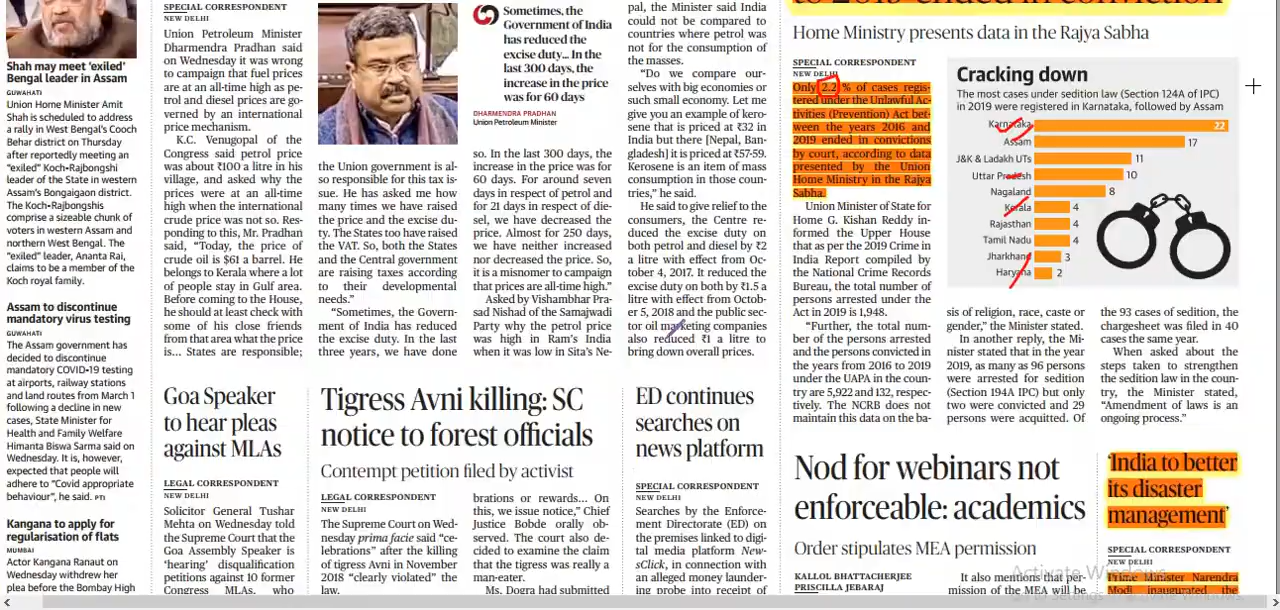 Shah may meet 'exiled'
Bengal leader in Assam
GUWAHATI
Union Home Minister Amit
Shah is scheduled to address
a rally in West Bengal's Cooch
Behar district on Thursday
after reportedly meeting an
"exiled" Koch-Rajbongshi
leader of the State in western
Assam's Bongaigaon district.
The Koch-Rajbongshis
comprise a sizeable chunk of
voters in western Assam and
northern West Bengal. The
"exiled" leader, Ananta Rai,
claims to be a member of the
Koch royal family.
Assam to discontinue
mandatory virus testing
GUWAHATI
The Assam government has
decided to discontinue
mandatory COVID-19 testing
at airports, railway stations
and land routes from March 1
following a decline in new
cases, State Minister for
Health and Family Welfare
Himanta Biswa Sarma said on
Wednesday. It is, however,
expected that people will
adhere to "Covid appropriate
behaviour", he said. PTI
Kangana to apply for
regularisation of flats
MUMBAI
Actor Kangana Ranaut on
Wednesday withdrew her
plea before the Bombay High
SPECIAL CORRESPONDENT
NEW DELHI
Union Petroleum Minister
Dharmendra Pradhan said
on Wednesday it was wrong
to campaign that fuel prices
are at an all-time high as pe-
trol and diesel prices are go-
verned by an international
price mechanism.
K.C. Venugopal of the
Congress said petrol price
was about ₹100 a litre in his
village, and asked why the
prices were at an all-time
high when the international
crude price was not so. Res-
ponding to this, Mr. Pradhan
said, "Today, the price of
crude oil is $61 a barrel. He
belongs to Kerala where a lot
of people stay in Gulf area.
Before coming to the House,
he should at least check with
some of his close friends
from that area what the price
is... States are responsible;
the Union government is al-
so responsible for this tax is-
sue. He has asked me how
many times we have raised
the price and the excise du-
ty. The States too have raised
the VAT. So, both the States
and the Central government
are raising taxes according
to their developmental
needs."
"Sometimes, the Govern-
ment of India has reduced
the excise duty. In the last
three years, we have done
Sometimes, the
Government of India
has reduced the
excise duty... In the
last 300 days, the
increase in the price
was for 60 days
DHARMENDRA PRADHAN
Union Petroleum Minister
so. In the last 300 days, the
increase in the price was for
60 days. For around seven
days in respect of petrol and
for 21 days in respect of die-
sel, we have decreased the
price. Almost for 250 days,
we have neither increased
nor decreased the price. So,
it is a misnomer to campaign
that prices are all-time high."
Asked by Vishambhar Pra-
sad Nishad of the Samajwadi
Party why the petrol price
was high in Ram's India
when it was low in Sita's Ne-
pal, the Minister said India
could not be compared to
countries where petrol was
not for the consumption of
the masses.
"Do we compare our-
selves with big economies or
such small economy. Let me
give you an example of kero-
sene that is priced at ₹32 in
India but there [Nepal, Ban-
gladesh] it is priced at ₹57-59.
Kerosene is an item of mass
consumption in those coun-
tries," he said.
He said to give relief to the
consumers, the Centre re-
duced the excise duty on
both petrol and diesel by ₹2
a litre with effect from Oc-
tober 4, 2017. It reduced the
excise duty on both by ₹1.5 a
litre with effect from Octob-
er 5, 2018 and the public sec-
tor oil marketing companies
also reduced ₹1 a litre to
bring down overall prices.
Goa Speaker
to hear pleas
against MLAs
LEGAL CORRESPONDENT
NEW DELHI
Solicitor General Tushar
Mehta on Wednesday told
the Supreme Court that the
Goa Assembly Speaker is
'hearing' disqualification
petitions against 10 former
Congress MLAs, who
Tigress Avni killing: SC
notice to forest officials
Contempt petition filed by activist
LEGAL CORRESPONDENT
NEW DELHI
The Supreme Court on Wed-
nesday prima facie said "ce-
lebrations" after the killing
of tigress Avni in November
2018 "clearly violated" the
law.
brations or rewards... On
this, we issue notice," Chief
Justice Bobde orally ob-
served. The court also de-
cided to examine the claim
that the tigress was really a
man-eater.
Ms. Dogra had submitted
ED continues
searches on
news platform
SPECIAL CORRESPONDENT
NEW DELHI
Searches by the Enforce-
ment Directorate (ED) on
the premises linked to digi-
tal media platform New-
sClick, in connection with
an alleged money launder-
ing probe into receipt of
to 2019 ended in conviction
Home Ministry presents data in the Rajya Sabha
SPECIAL CORRESPONDENT
NEW DELHI
Only 2.2 % of cases regis-
tered under the Unlawful Ac-
tivities (Prevention) Act bet-
ween the years 2016 and
2019 ended in convictions
by court, according to data
presented by the Union
Home Ministry in the Rajya
Sabha.
Union Minister of State for
Home G. Kishan Reddy in-
formed the Upper House
that as per the 2019 Crime in
India Report compiled by
the National Crime Records
Bureau, the total number of
persons arrested under the
Act in 2019 is 1,948.
"Further, the total num-
ber of the persons arrested
and the persons convicted in
the years from 2016 to 2019
under the UAPA in the coun-
try are 5,922 and 132, respec-
tively. The NCRB does not
maintain this data on the ba-
Cracking down
The most cases under sedition law (Section 124A of IPC)
in 2019 were registered in Karnataka, followed by Assam
Karnataka 22
Assam 17
J&K & Ladakh UTs 11
Uttar Pradesh 10
Nagaland 8
Kerala 4
Rajasthan 4
Tamil Nadu 4
Jharkhand 3
Haryana 2
sis of religion, race, caste or
gender," the Minister stated.
In another reply, the Mi-
nister stated that in the year
2019, as many as 96 persons
were arrested for sedition
(Section 194A IPC) but only
two were convicted and 29
persons were acquitted. Of
the 93 cases of sedition, the
chargesheet was filed in 40
cases the same year.
When asked about the
steps taken to strengthen
the sedition law in the coun-
try, the Minister stated,
"Amendment of laws is an
ongoing process."
Nod for webinars not
enforceable: academics
Order stipulates MEA permission
KALLOL BHATTACHERJEE
PRISCILLA JEBARAJ
It also mentions that per-
mission of the MEA will be
'India to better
its disaster
management'
SPECIAL CORRESPONDENT
NEW DELHI
Prime Minister Narendra
Modi inaugurated the
Activate Windows